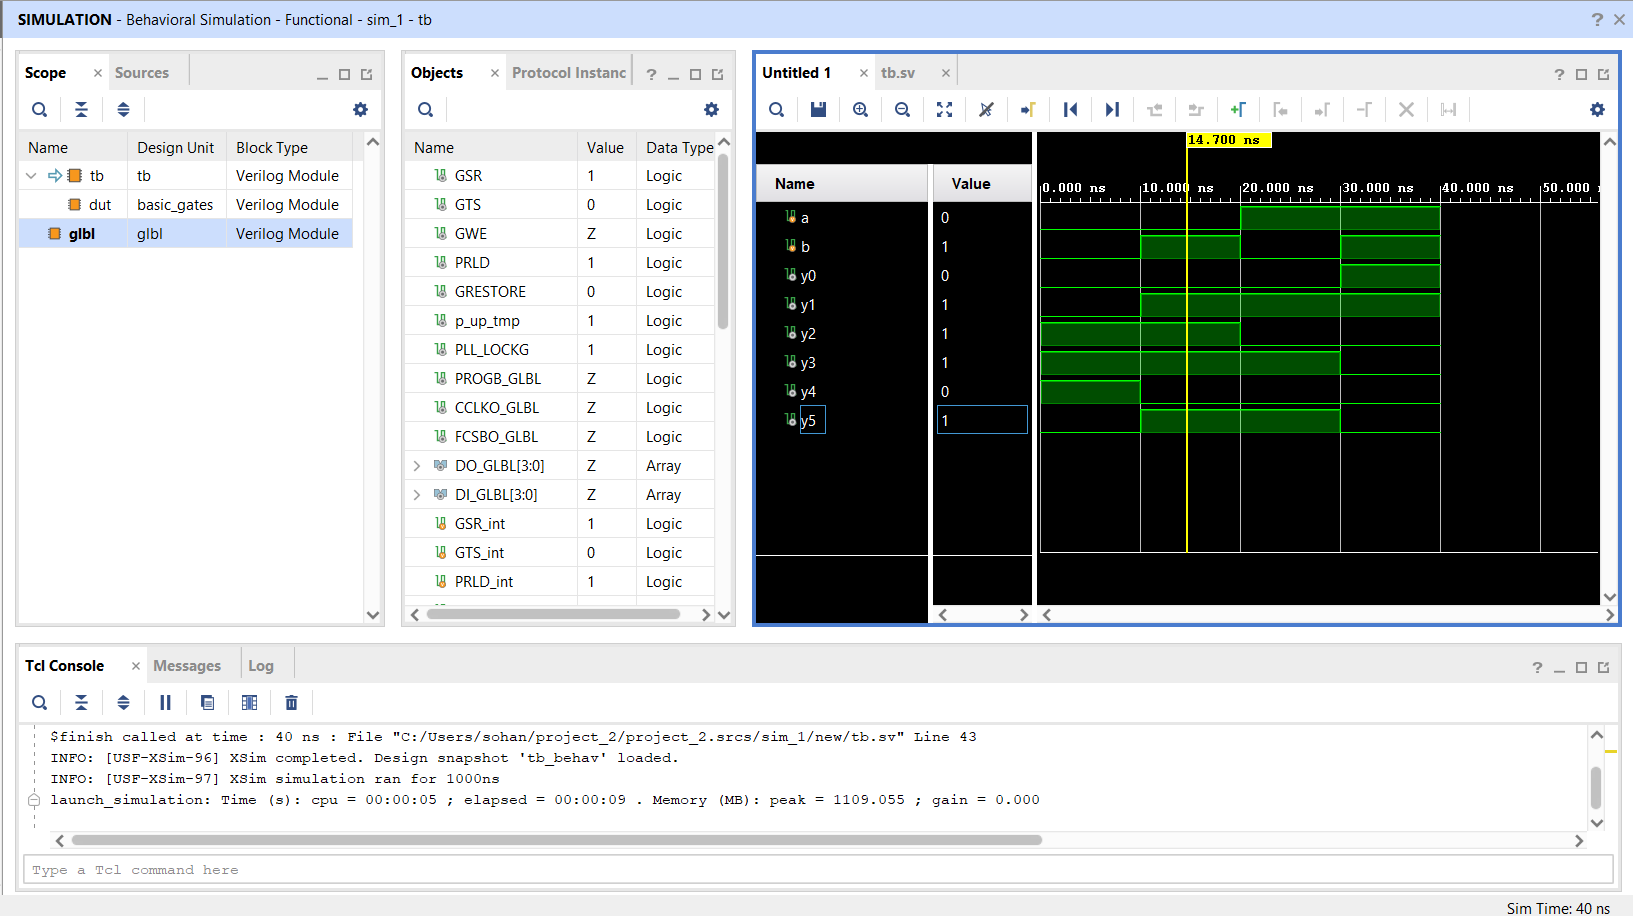 SIMULATION - Behavioral Simulation - Functional - sim_1 - tb
Scope Sources
Name Design Unit Block Type
tb tb Verilog Module
dut basic_gates Verilog Module
glbl glbl Verilog Module
Objects Protocol Instanc
Name Value Data Type
GSR 1 Logic
GTS 0 Logic
GWE Z Logic
PRLD 1 Logic
GRESTORE 0 Logic
p_up_tmp 1 Logic
PLL_LOCKG 1 Logic
PROGB_GLBL Z Logic
CCLKO_GLBL Z Logic
FCSBO_GLBL Z Logic
DO_GLBL[3:0] Z Array
DI_GLBL[3:0] Z Array
GSR_int 1 Logic
GTS_int 0 Logic
PRLD_int 1 Logic
Untitled 1 tb.sv
14.700 ns
Name Value
0.000 ns 10.000 ns 20.000 ns 30.000 ns 40.000 ns 50.000
a 0
b 1
y0 0
y1 1
y2 1
y3 1
y4 0
y5 1
Tcl Console Messages Log
$finish called at time : 40 ns : File "C:/Users/sohan/project_2/project_2.srcs/sim_1/new/tb.sv" Line 43
INFO: [USF-XSim-96] XSim completed. Design snapshot 'tb_behav' loaded.
INFO: [USF-XSim-97] XSim simulation ran for 1000ns
launch_simulation: Time (s): cpu = 00:00:05 ; elapsed = 00:00:09 . Memory (MB): peak = 1109.055 ; gain = 0.000
Type a Tcl command here
Sim Time: 40 ns